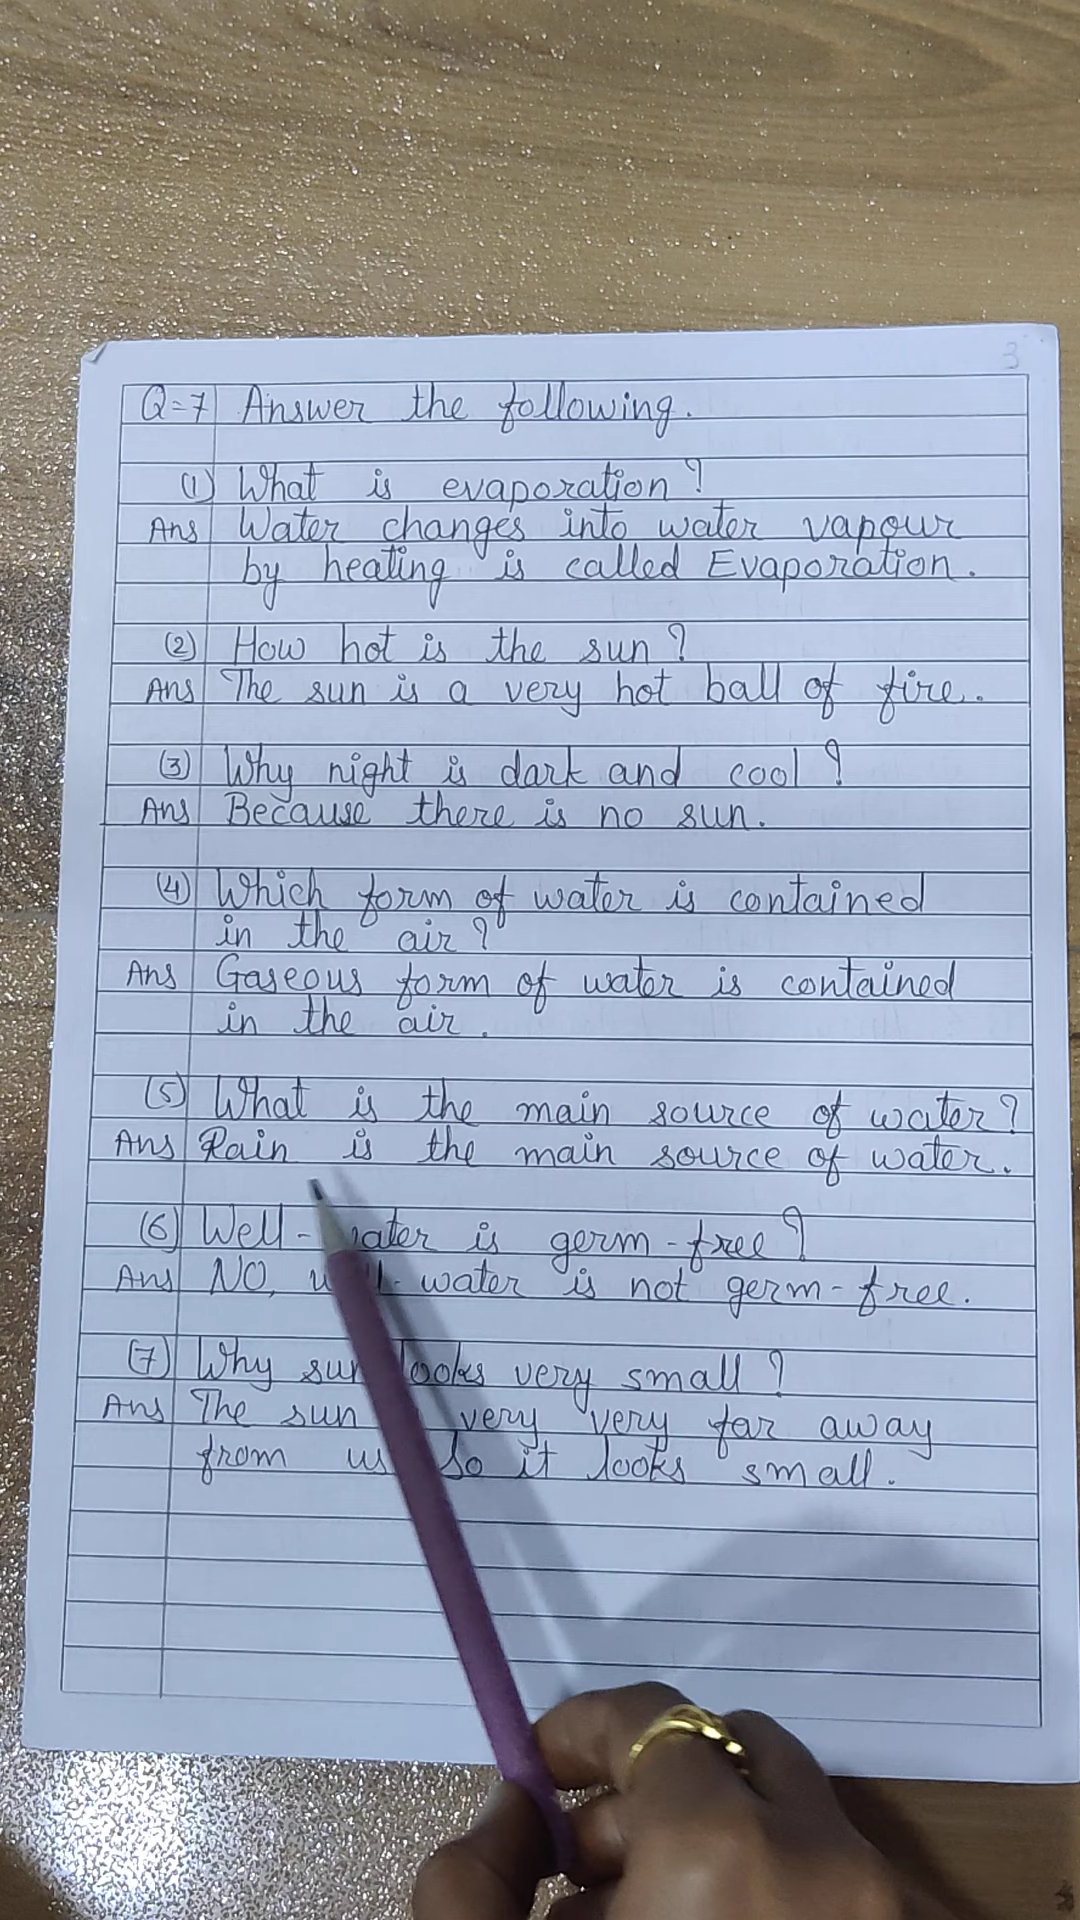 3
Q=7 Answer the following.
(1) What is evaporation?
Ans Water changes into water vapour
by heating is called Evaporation.
(2) How hot is the sun?
Ans The sun is a very hot ball of fire.
(3) Why night is dark and cool?
Ans Because there is no sun.
(4) Which form of water is contained
in the air?
Ans Gaseous form of water is contained
in the air.
(5) What is the main source of water?
Ans Rain is the main source of water.
(6) Well-water is germ-free?
Ans NO, well-water is not germ-free.
(7) Why sun looks very small?
Ans The sun very very far away
from us so it looks small.